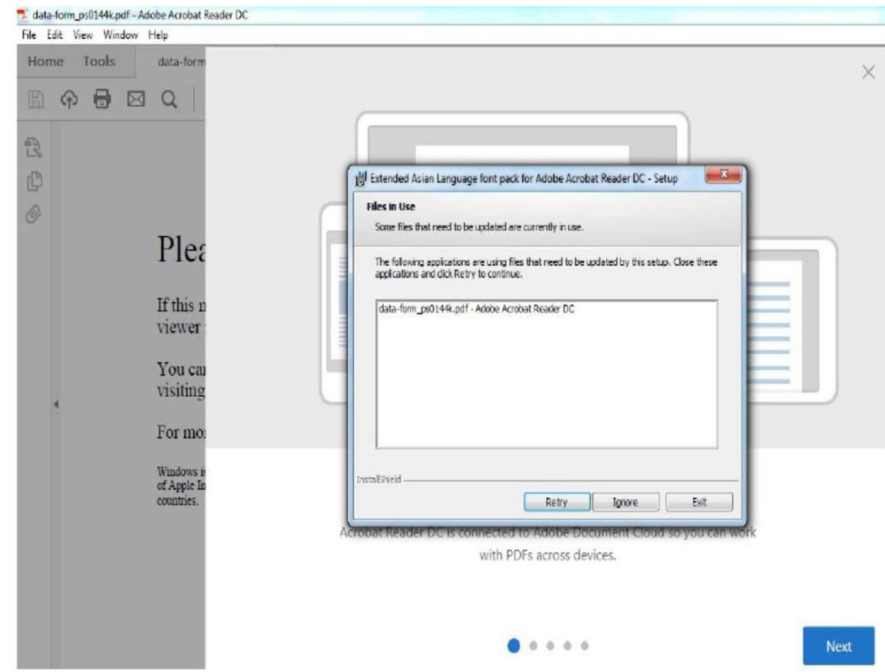 data-form_ps0144k.pdf - Adobe Acrobat Reader DC
File Edit View Window Help
Home Tools data-form
Extended Asian Language font pack for Adobe Acrobat Reader DC - Setup
Files in Use
Some files that need to be updated are currently in use.
The following applications are using files that need to be updated by this setup. Close these
applications and click Retry to continue.
data-form_ps0144k.pdf - Adobe Acrobat Reader DC
InstallShield
Retry Ignore Exit
If this
viewer
You
visiting
For
Windows is
of Apple
countries.
Acrobat Reader DC is connected to Adobe Document Cloud so you can work
with PDFs across devices.
Next